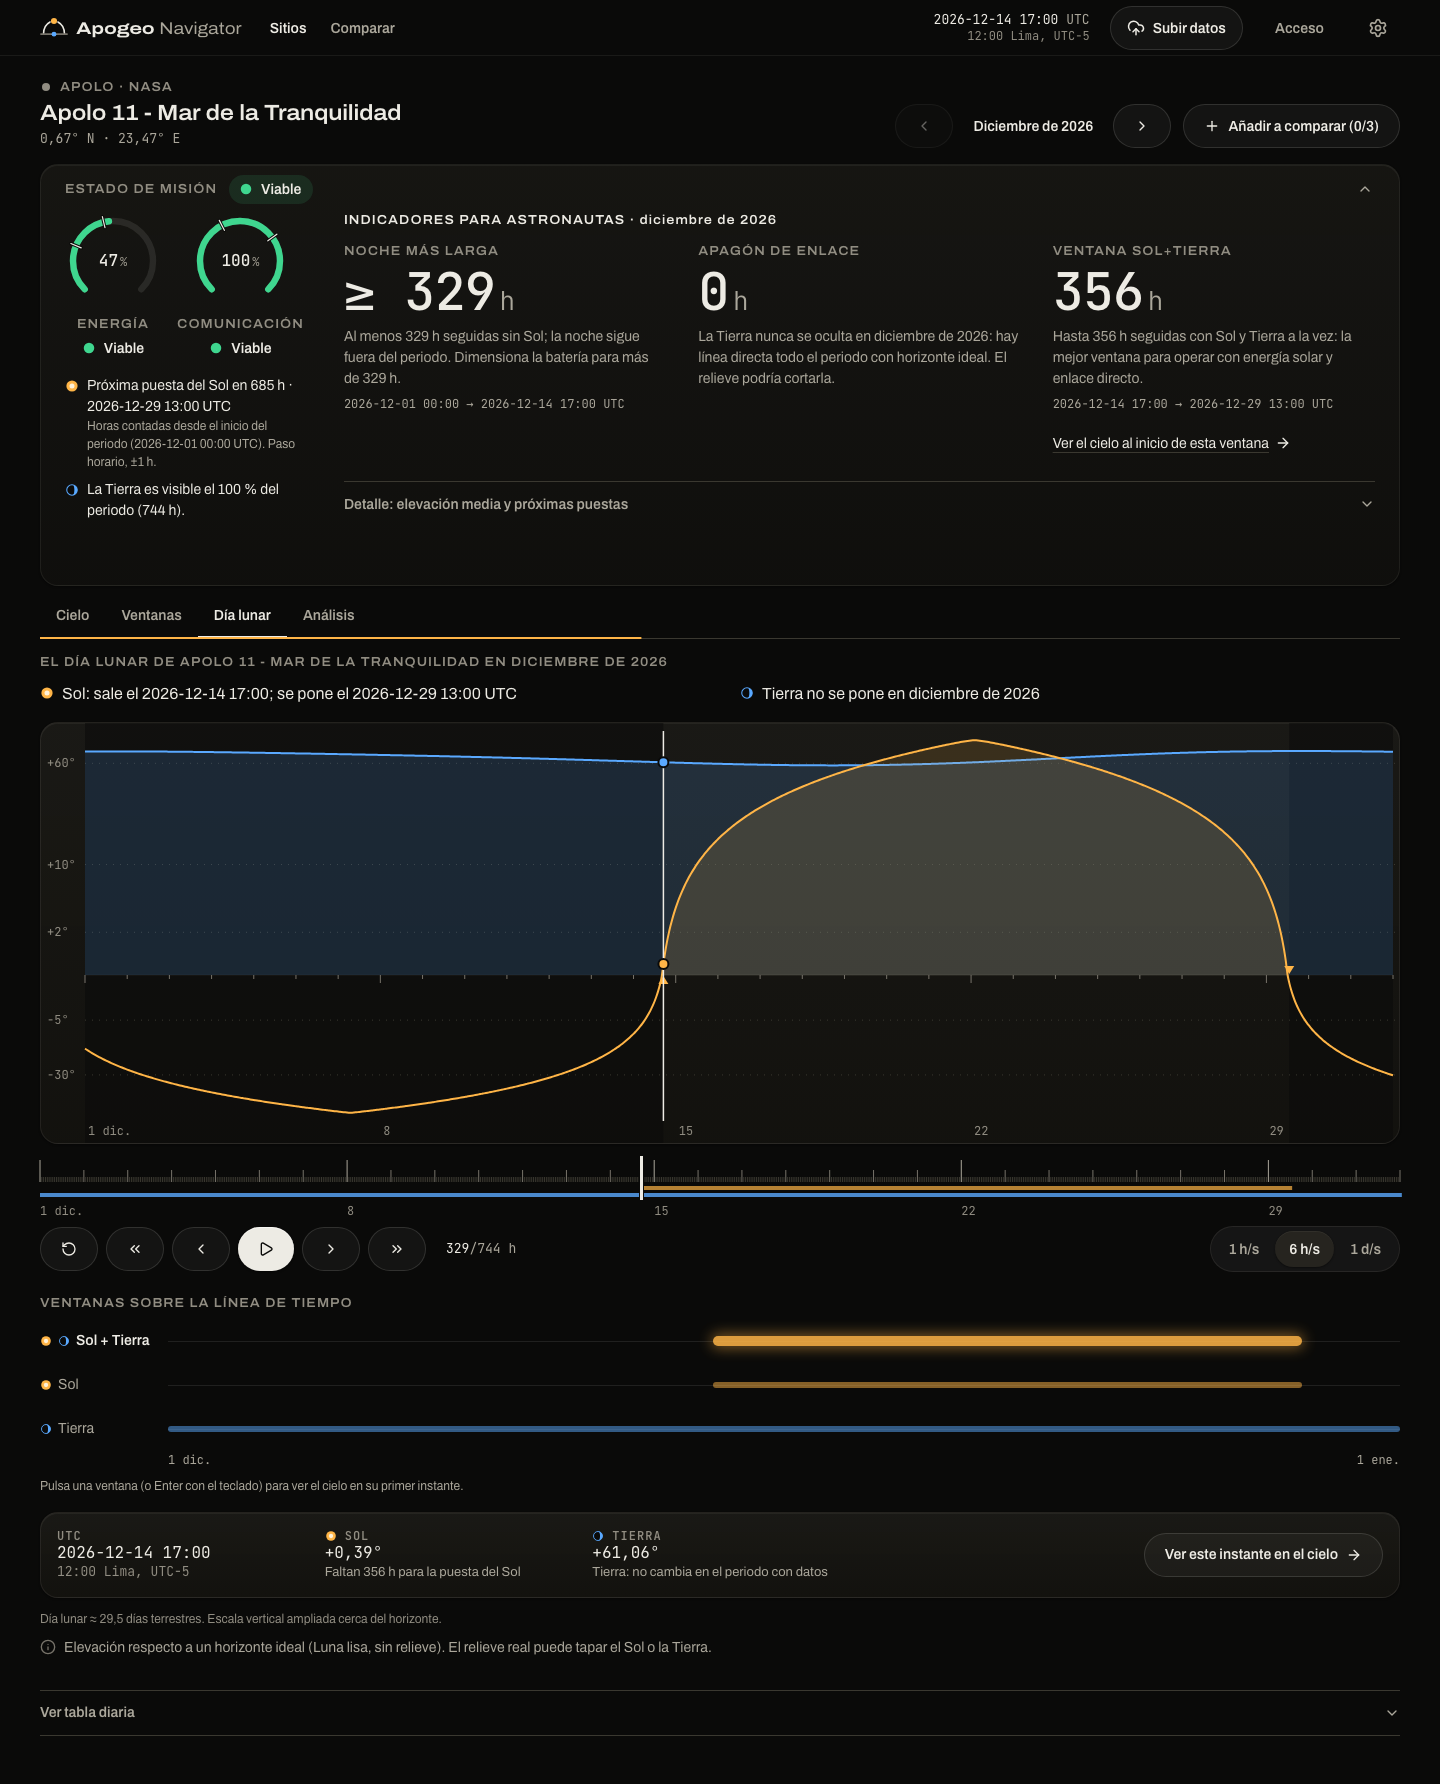 Apogeo Navigator
Sitios
Comparar
2026-12-14 17:00 UTC
12:00 Lima, UTC-5
Subir datos
Acceso
APOLO · NASA
Apolo 11 - Mar de la Tranquilidad
0,67° N · 23,47° E
Diciembre de 2026
Añadir a comparar (0/3)
ESTADO DE MISIÓN
Viable
47%
100%
ENERGÍA
COMUNICACIÓN
Viable
Viable
Próxima puesta del Sol en 685 h ·
2026-12-29 13:00 UTC
Horas contadas desde el inicio del
periodo (2026-12-01 00:00 UTC). Paso
horario, ±1 h.
La Tierra es visible el 100 % del
periodo (744 h).
INDICADORES PARA ASTRONAUTAS · diciembre de 2026
NOCHE MÁS LARGA
≥ 329 h
Al menos 329 h seguidas sin Sol; la noche sigue
fuera del periodo. Dimensiona la batería para más
de 329 h.
2026-12-01 00:00 → 2026-12-14 17:00 UTC
APAGÓN DE ENLACE
0 h
La Tierra nunca se oculta en diciembre de 2026: hay
línea directa todo el periodo con horizonte ideal. El
relieve podría cortarla.
VENTANA SOL+TIERRA
356 h
Hasta 356 h seguidas con Sol y Tierra a la vez: la
mejor ventana para operar con energía solar y
enlace directo.
2026-12-14 17:00 → 2026-12-29 13:00 UTC
Ver el cielo al inicio de esta ventana →
Detalle: elevación media y próximas puestas
Cielo
Ventanas
Día lunar
Análisis
EL DÍA LUNAR DE APOLO 11 - MAR DE LA TRANQUILIDAD EN DICIEMBRE DE 2026
Sol: sale el 2026-12-14 17:00; se pone el 2026-12-29 13:00 UTC
Tierra no se pone en diciembre de 2026
+60°
+10°
+2°
-5°
-30°
1 dic.
8
15
22
29
1 dic.
8
15
22
29
329/744 h
1 h/s
6 h/s
1 d/s
VENTANAS SOBRE LA LÍNEA DE TIEMPO
Sol + Tierra
Sol
Tierra
1 dic.
1 ene.
Pulsa una ventana (o Enter con el teclado) para ver el cielo en su primer instante.
UTC
2026-12-14 17:00
12:00 Lima, UTC-5
SOL
+0,39°
Faltan 356 h para la puesta del Sol
TIERRA
+61,06°
Tierra: no cambia en el periodo con datos
Ver este instante en el cielo →
Día lunar ≈ 29,5 días terrestres. Escala vertical ampliada cerca del horizonte.
Elevación respecto a un horizonte ideal (Luna lisa, sin relieve). El relieve real puede tapar el Sol o la Tierra.
Ver tabla diaria